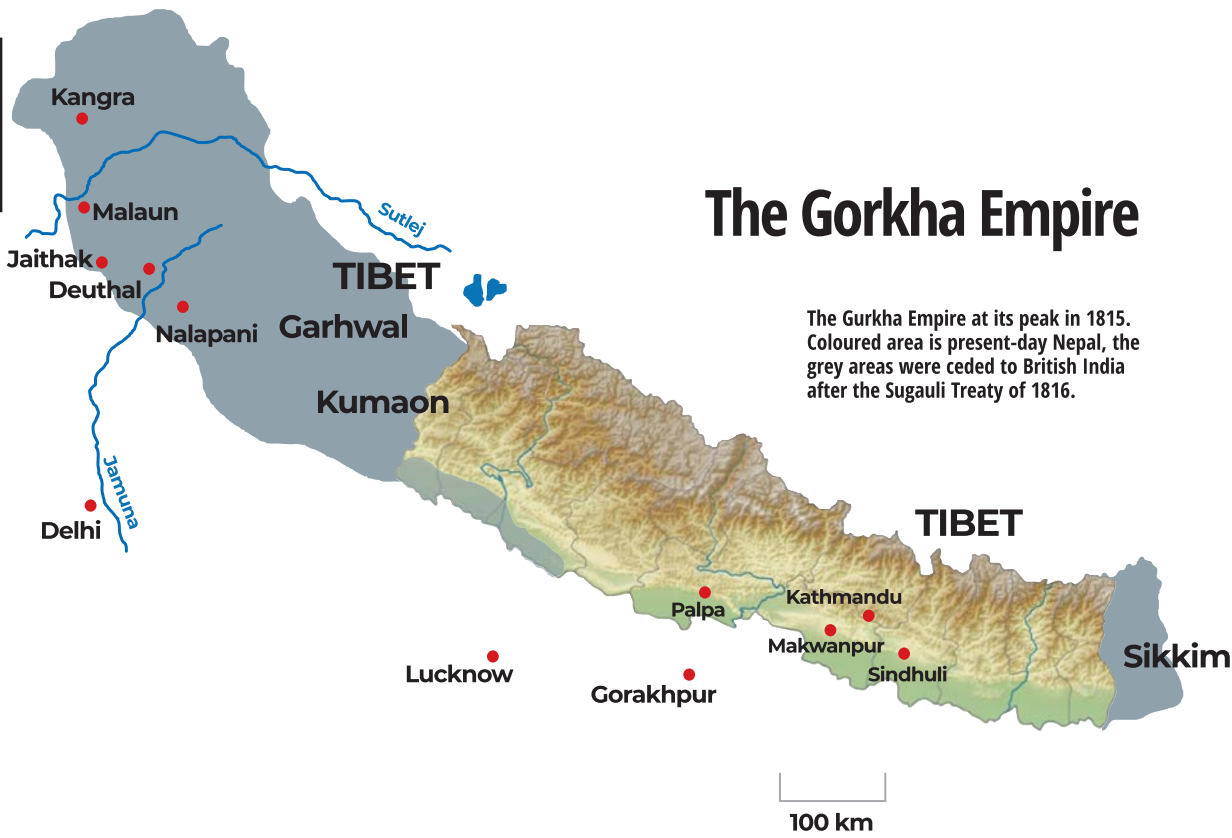 Kangra
Malaun
Sutlej
Jaithak
Deuthal
Nalapani
TIBET
Garhwal
Kumaon
Jamuna
Delhi
The Gorkha Empire
The Gurkha Empire at its peak in 1815.
Coloured area is present-day Nepal, the
grey areas were ceded to British India
after the Sugauli Treaty of 1816.
TIBET
Palpa
Kathmandu
Makwanpur
Sindhuli
Sikkim
Lucknow
Gorakhpur
100 km